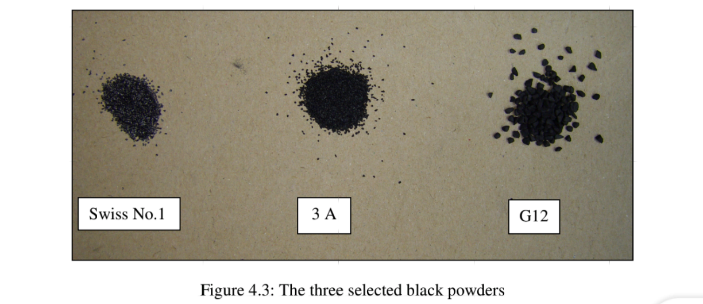 Swiss No.1
3 A
G12
Figure 4.3: The three selected black powders